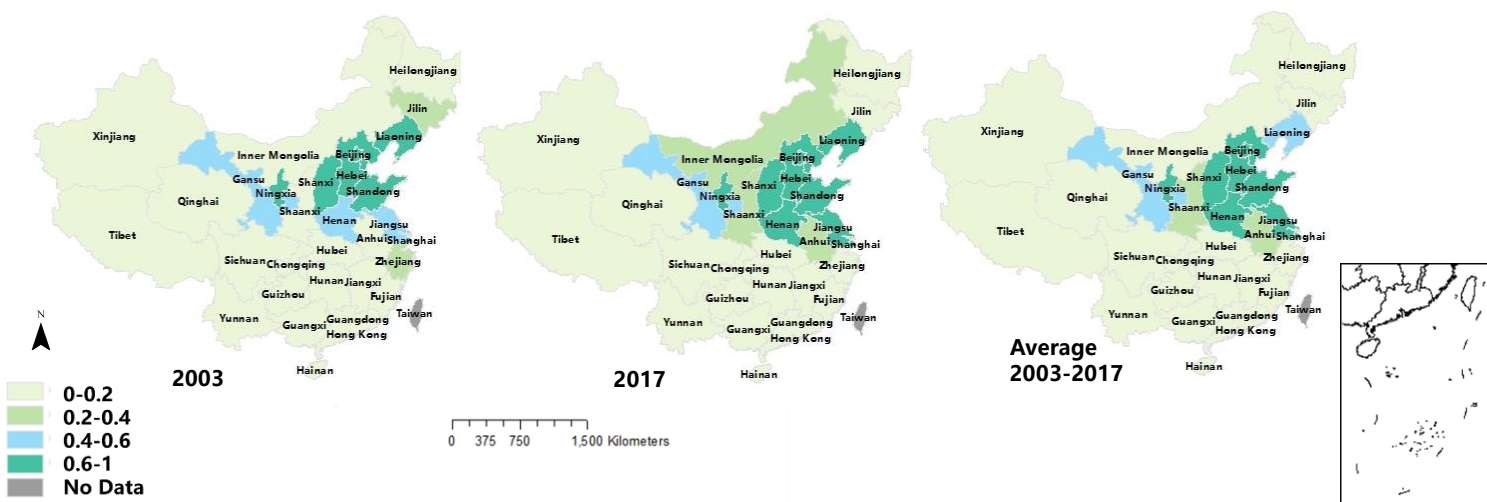 Heilongjiang
Jilin
Liaoning
Xinjiang
Inner Mongolia
Beijing
Hebei
Gansu
Shanxi
Ningxia
Shandong
Qinghai
Shaanxi
Henan
Jiangsu
Tibet
Anhui
Shanghai
Hubei
Sichuan
Chongqing
Zhejiang
Hunan
Jiangxi
Guizhou
Fujian
Yunnan
Guangxi
Guangdong
Taiwan
Hong Kong
Hainan
2003
Heilongjiang
Jilin
Liaoning
Xinjiang
Inner Mongolia
Beijing
Hebei
Gansu
Shanxi
Ningxia
Shandong
Qinghai
Shaanxi
Henan
Jiangsu
Tibet
Anhui
Shanghai
Hubei
Sichuan
Chongqing
Zhejiang
Hunan
Jiangxi
Guizhou
Fujian
Yunnan
Guangxi
Guangdong
Taiwan
Hong Kong
Hainan
2017
Heilongjiang
Jilin
Liaoning
Xinjiang
Inner Mongolia
Beijing
Hebei
Gansu
Shanxi
Ningxia
Shandong
Qinghai
Shaanxi
Henan
Jiangsu
Tibet
Anhui
Shanghai
Hubei
Sichuan
Chongqing
Zhejiang
Hunan
Jiangxi
Guizhou
Fujian
Yunnan
Guangxi
Guangdong
Taiwan
Hong Kong
Hainan
Average
2003-2017
N
0-0.2
0.2-0.4
0.4-0.6
0.6-1
No Data
0 375 750 1,500 Kilometers